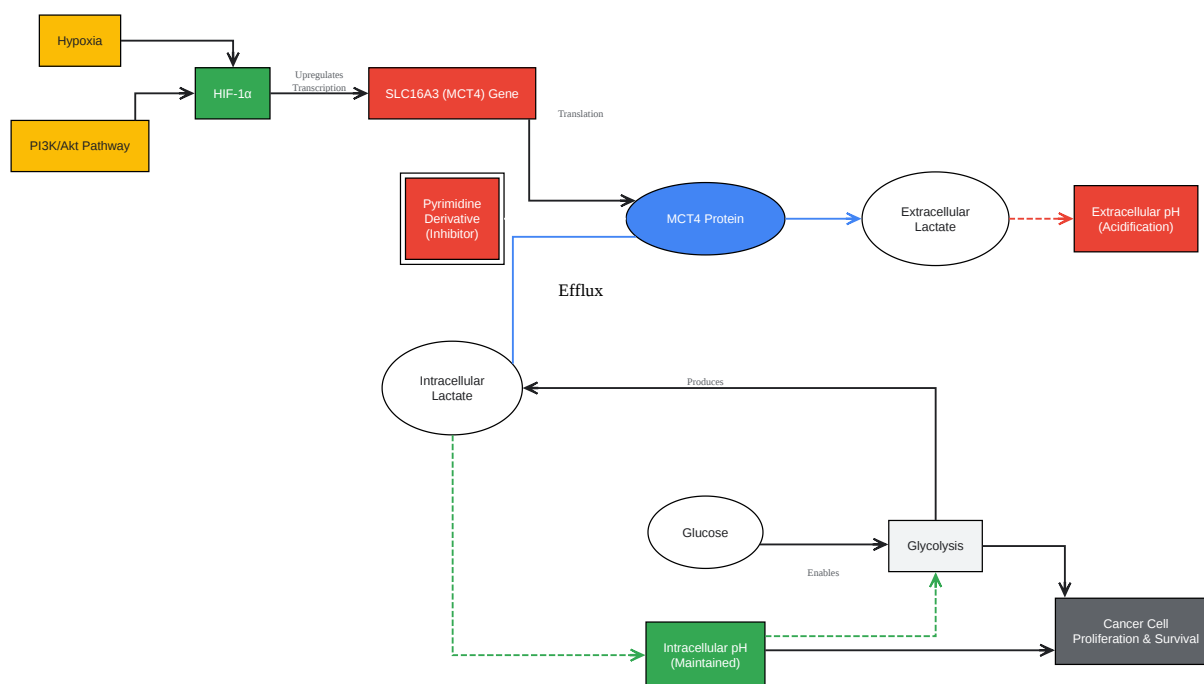 Hypoxia
HIF-1α
Upregulates
Transcription
SLC16A3 (MCT4) Gene
Translation
PI3K/Akt Pathway
Pyrimidine
Derivative
(Inhibitor)
MCT4 Protein
Extracellular
Lactate
Extracellular pH
(Acidification)
Efflux
Intracellular
Lactate
Produces
Glucose
Glycolysis
Enables
Intracellular pH
(Maintained)
Cancer Cell
Proliferation & Survival